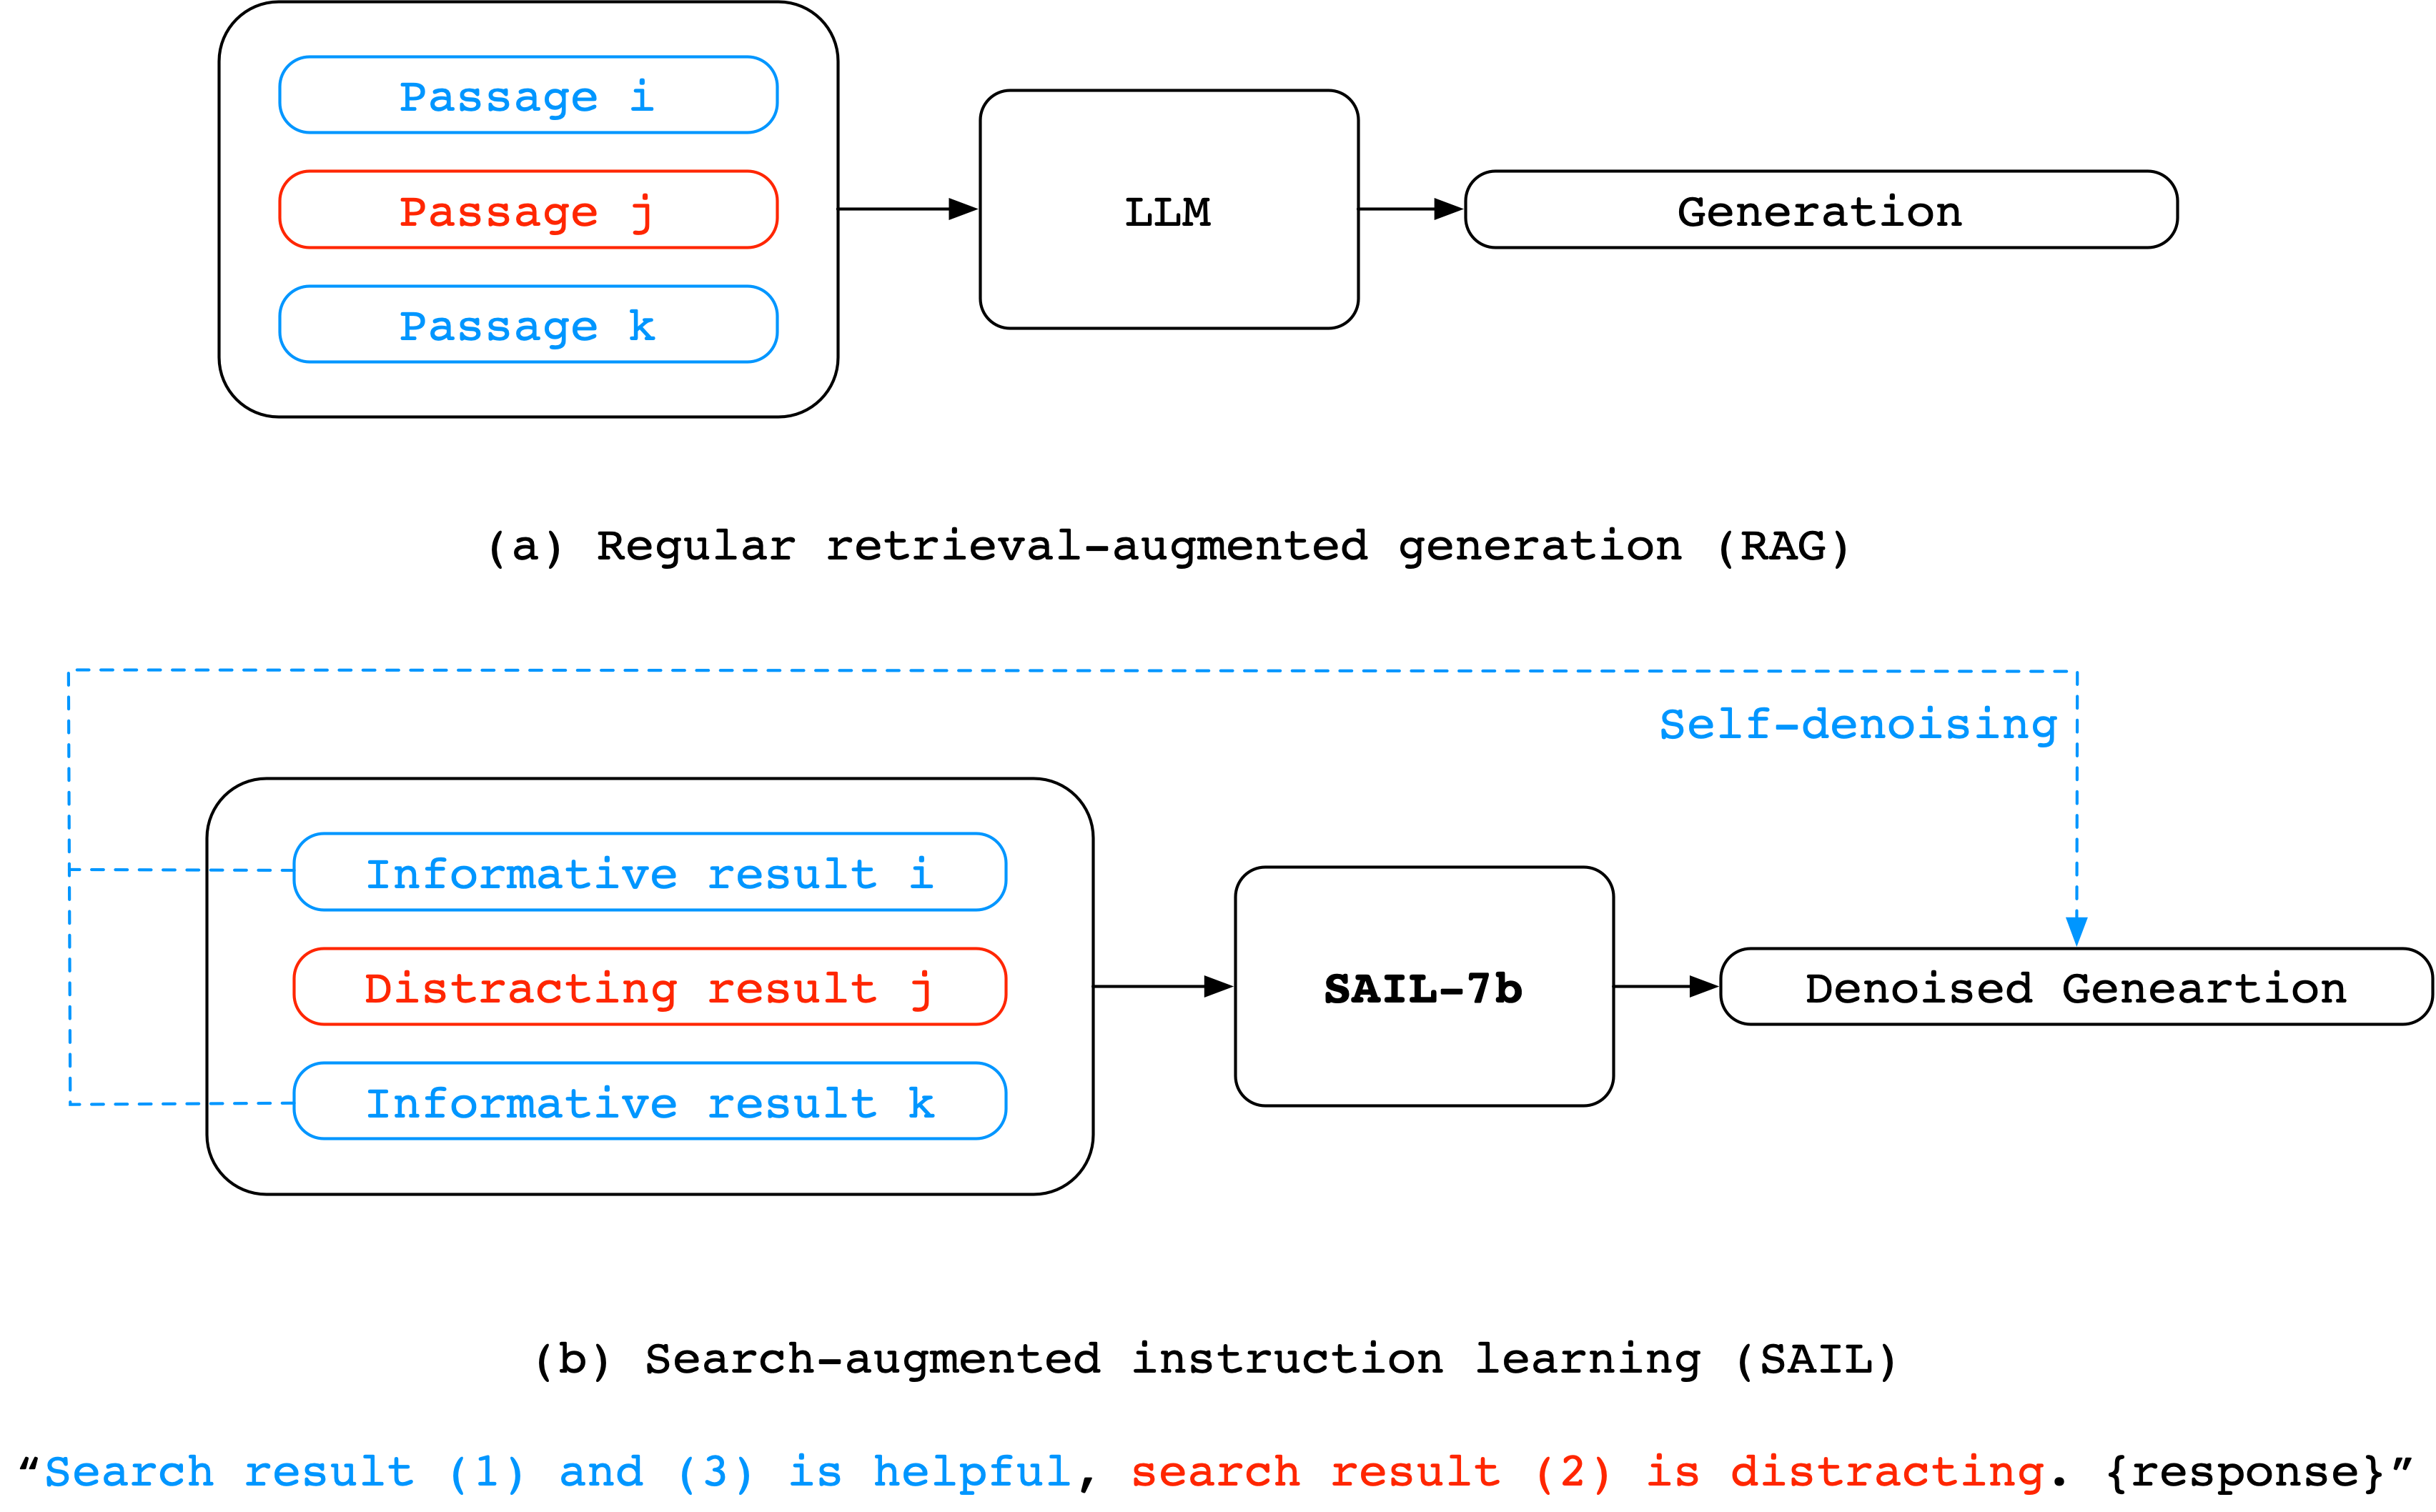 Passage i
Passage j
Passage k
LLM
Generation
(a) Regular retrieval-augmented generation (RAG)
Self-denoising
Informative result i
Distracting result j
Informative result k
SAIL-7b
Denoised Geneartion
(b) Search-augmented instruction learning (SAIL)
“Search result (1) and (3) is helpful, search result (2) is distracting. {response}”